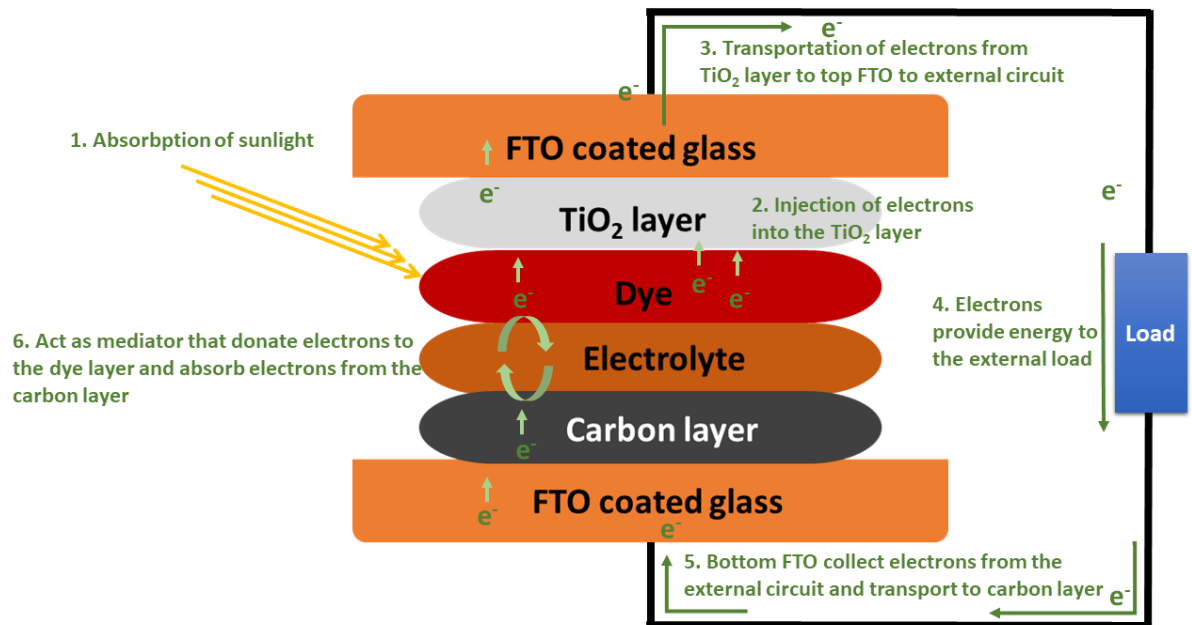 e-
3. Transportation of electrons from
TiO2 layer to top FTO to external circuit
e-
1. Absorbption of sunlight
FTO coated glass
e-
e-
TiO2 layer
2. Injection of electrons
into the TiO2 layer
Dye
e-
e-
e-
4. Electrons
provide energy to
the external load
Load
6. Act as mediator that donate electrons to
the dye layer and absorb electrons from the
carbon layer
Electrolyte
Carbon layer
e-
FTO coated glass
e-
e-
5. Bottom FTO collect electrons from the
external circuit and transport to carbon layer
e-